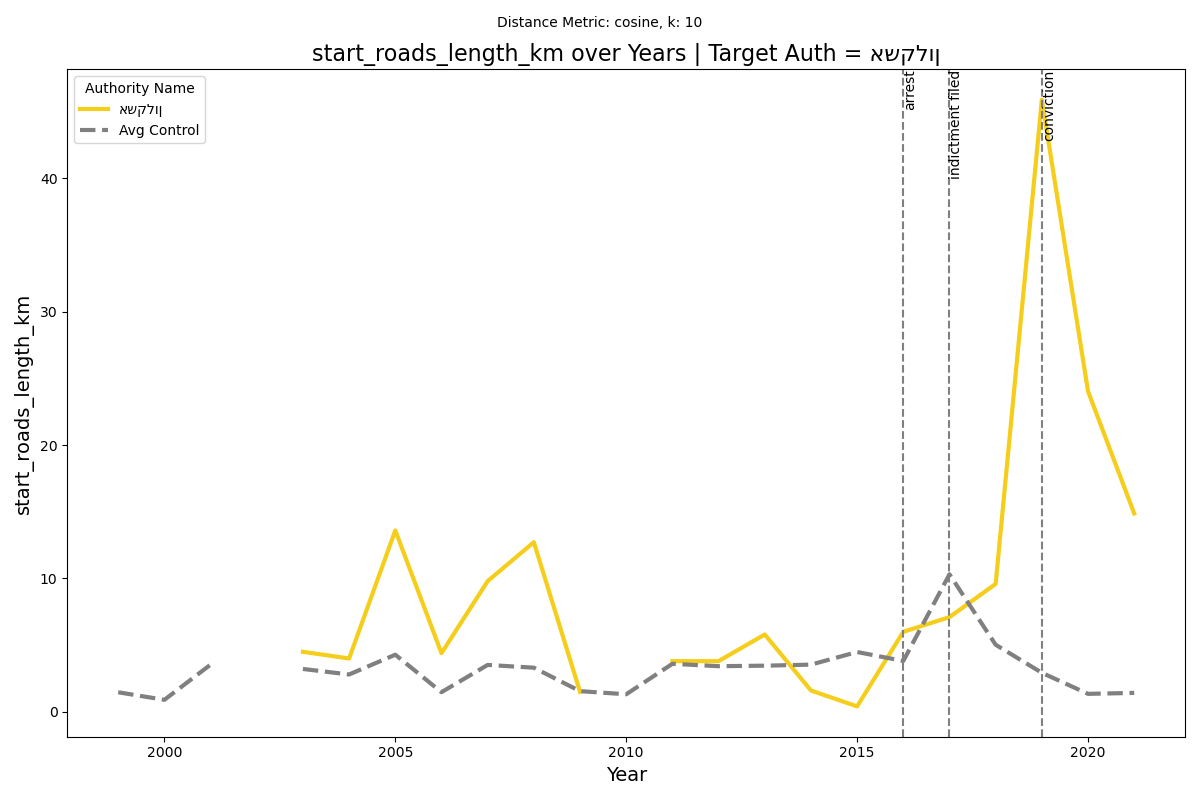 Distance Metric: cosine, k: 10
start_roads_length_km over Years | Target Auth = אשקלון
Authority Name
אשקלון
Avg Control
arrest
indictment filed
conviction
start_roads_length_km
40
30
20
10
0
2000
2005
2010
2015
2020
Year